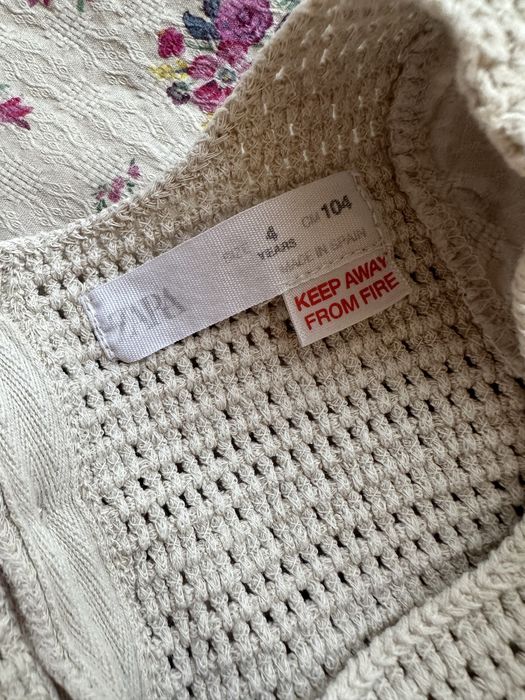 ZARA
SIZE 4 YEARS CM 104
MADE IN SPAIN
KEEP AWAY
FROM FIRE